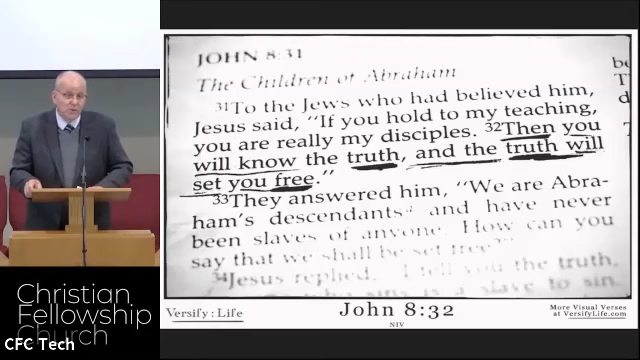 JOHN 8:31
The Children of Abraham
31To the Jews who had believed him,
Jesus said, "If you hold to my teaching,
you are really my disciples. 32Then you
will know the truth, and the truth will
set you free."
33They answered him, "We are Abra-
ham's descendants and have never
been slaves of anyone. How can you
say that we shall be set free?"
34Jesus replied, I tell you the truth,
is a slave to sin.
Versify:Life
John 8:32
NIV
More Visual Verses
at VersifyLife.com
Christian
Fellowship
Church
CFC Tech